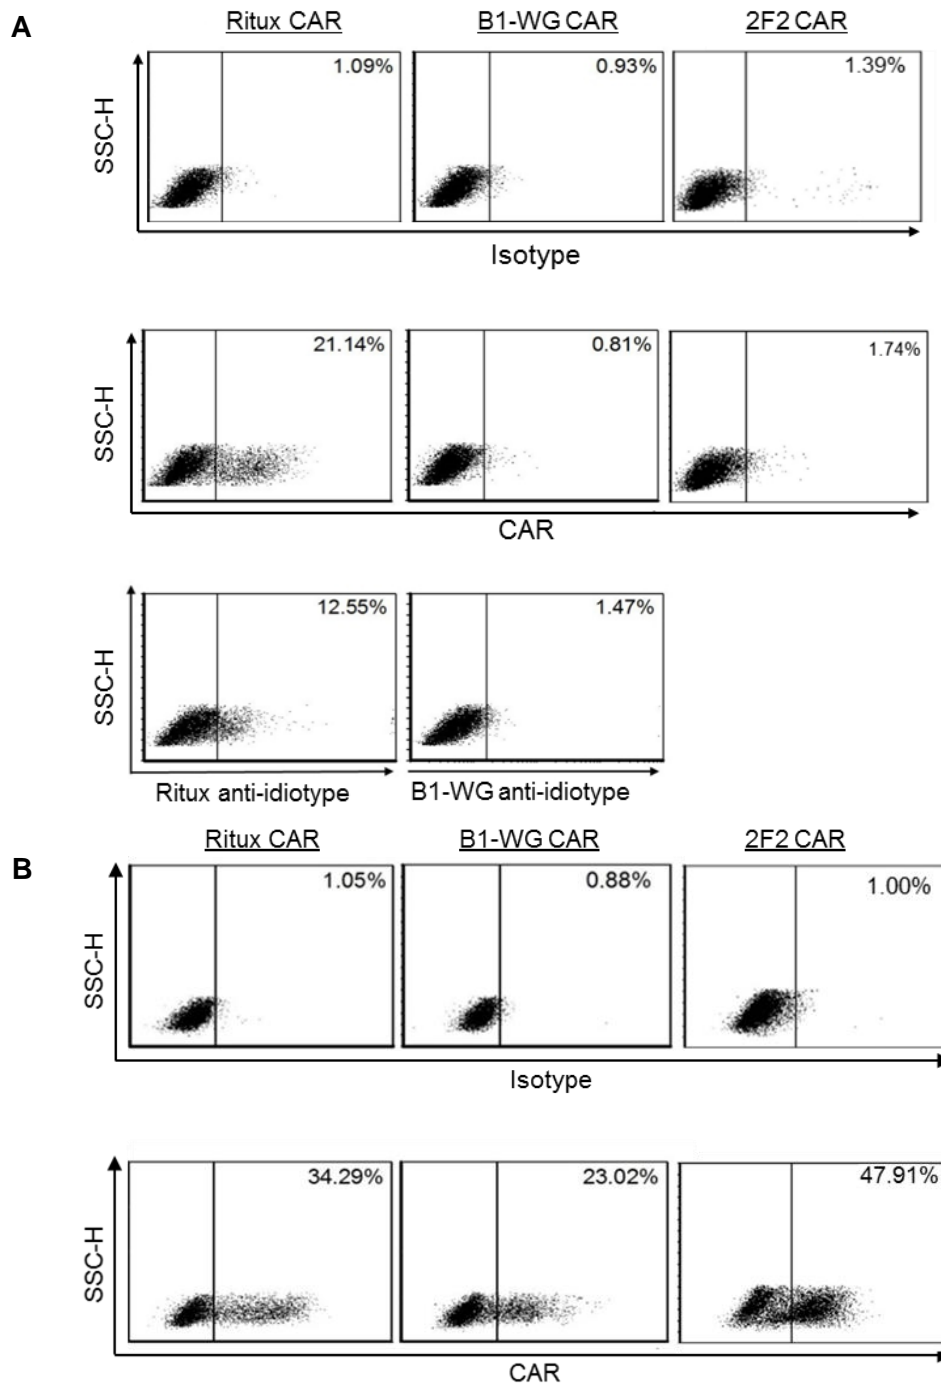 A
Ritux CAR B1-WG CAR 2F2 CAR
1.09% 0.93% 1.39%
SSC-H
Isotype
21.14% 0.81% 1.74%
SSC-H
CAR
12.55% 1.47%
SSC-H
Ritux anti-idiotype B1-WG anti-idiotype
B
Ritux CAR B1-WG CAR 2F2 CAR
1.05% 0.88% 1.00%
SSC-H
Isotype
34.29% 23.02% 47.91%
SSC-H
CAR